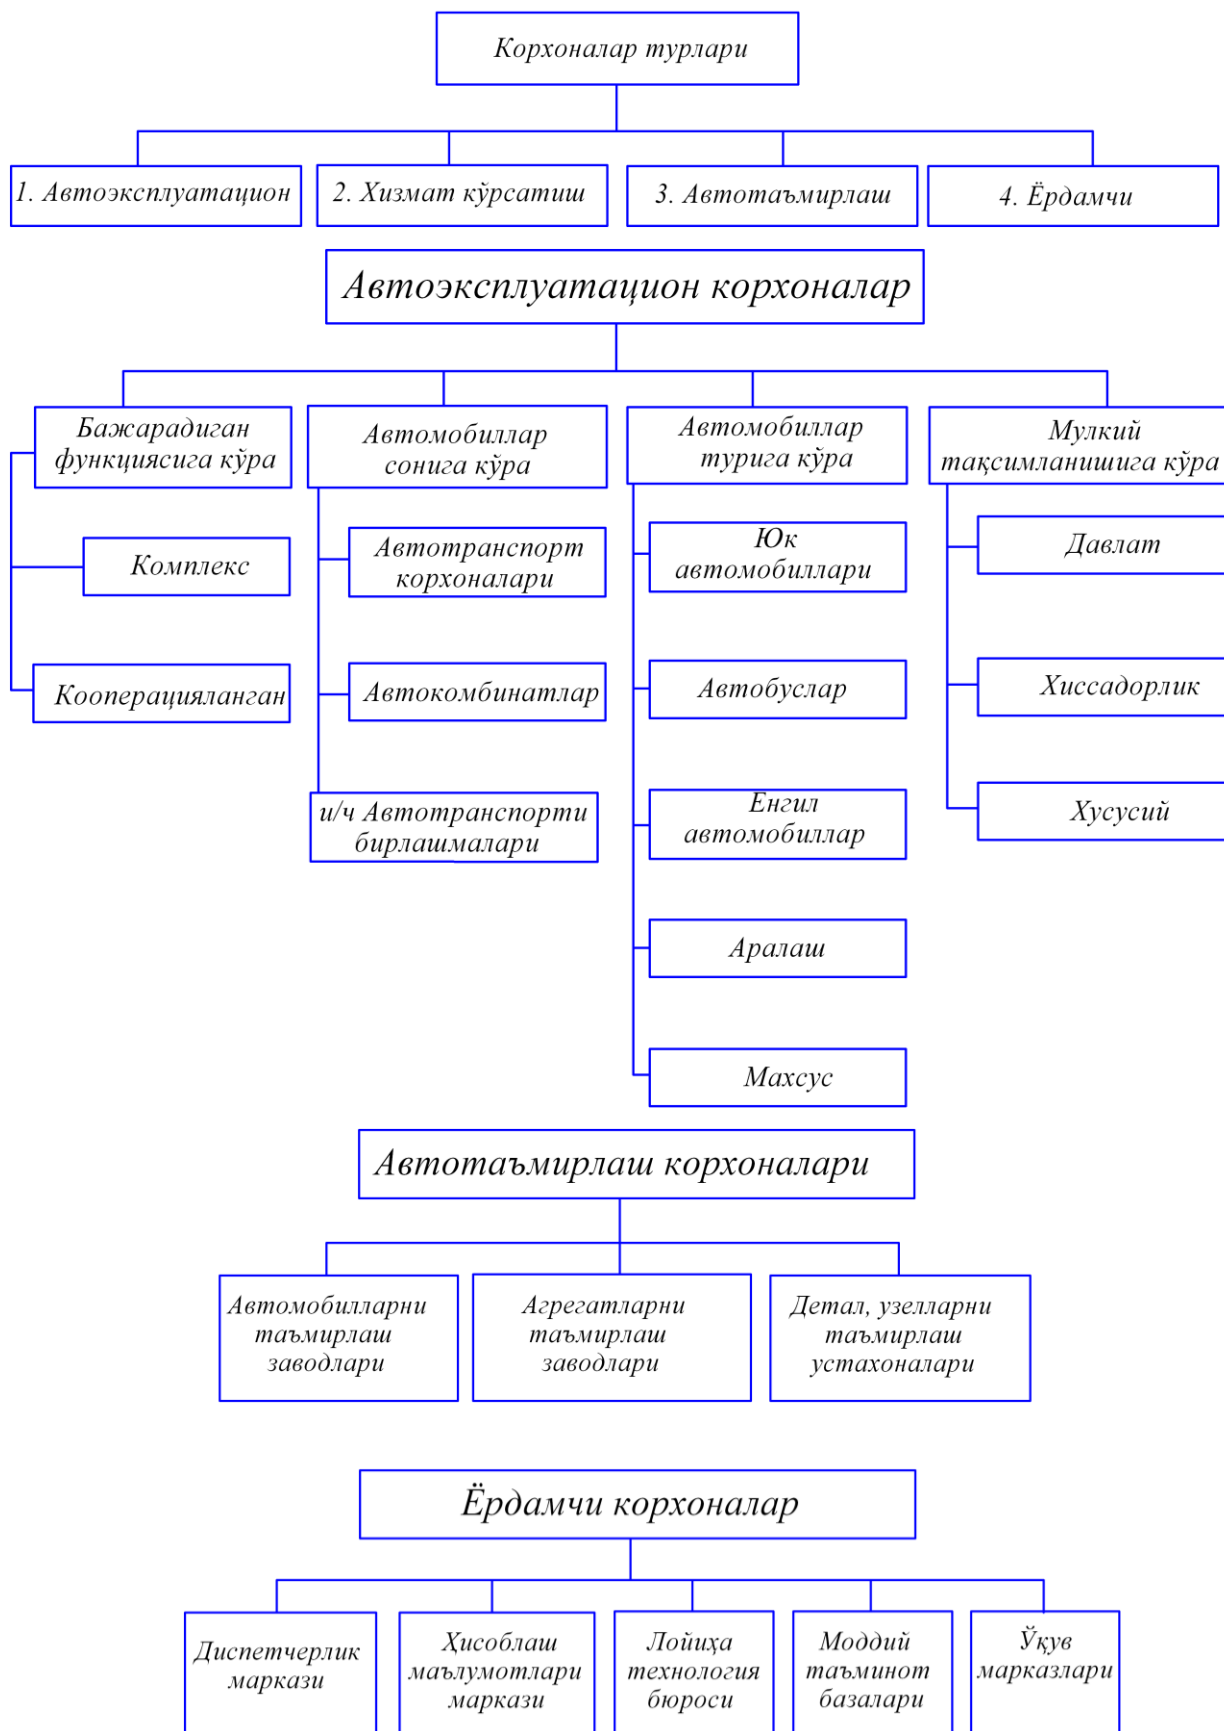 Корхоналар турлари
1. Автоэксплуатацион
2. Хизмат кўрсатиш
3. Автотаъмирлаш
4. Ёрдамчи
Автоэксплуатацион корхоналар
Бажарадиган
функциясига кўра
Комплекс
Кооперацияланган
Автомобиллар
сонига кўра
Автотранспорт
корхоналари
Автокомбинатлар
и/ч Автотранспорти
бирлашмалари
Автомобиллар
турига кўра
Юк
автомобиллари
Автобуслар
Енгил
автомобиллар
Аралаш
Махсус
Мулкий
тақсимланишига кўра
Давлат
Хиссадорлик
Хусусий
Автотаъмирлаш корхоналари
Автомобилларни
таъмирлаш
заводлари
Агрегатларни
таъмирлаш
заводлари
Детал, узелларни
таъмирлаш
устахоналари
Ёрдамчи корхоналар
Диспетчерлик
маркази
Ҳисоблаш
маълумотлари
маркази
Лойиҳа
технология
бюроси
Моддий
таъминот
базалари
Ўқув
марказлари